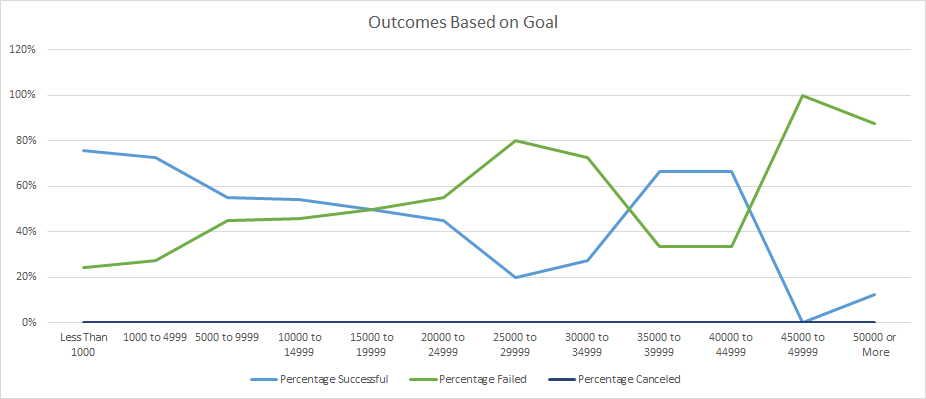 Outcomes Based on Goal
120%
100%
80%
60%
40%
20%
0%
Less Than
1000
1000 to 4999
5000 to 9999
10000 to
14999
15000 to
19999
20000 to
24999
25000 to
29999
30000 to
34999
35000 to
39999
40000 to
44999
45000 to
49999
50000 or
More
Percentage Successful
Percentage Failed
Percentage Canceled